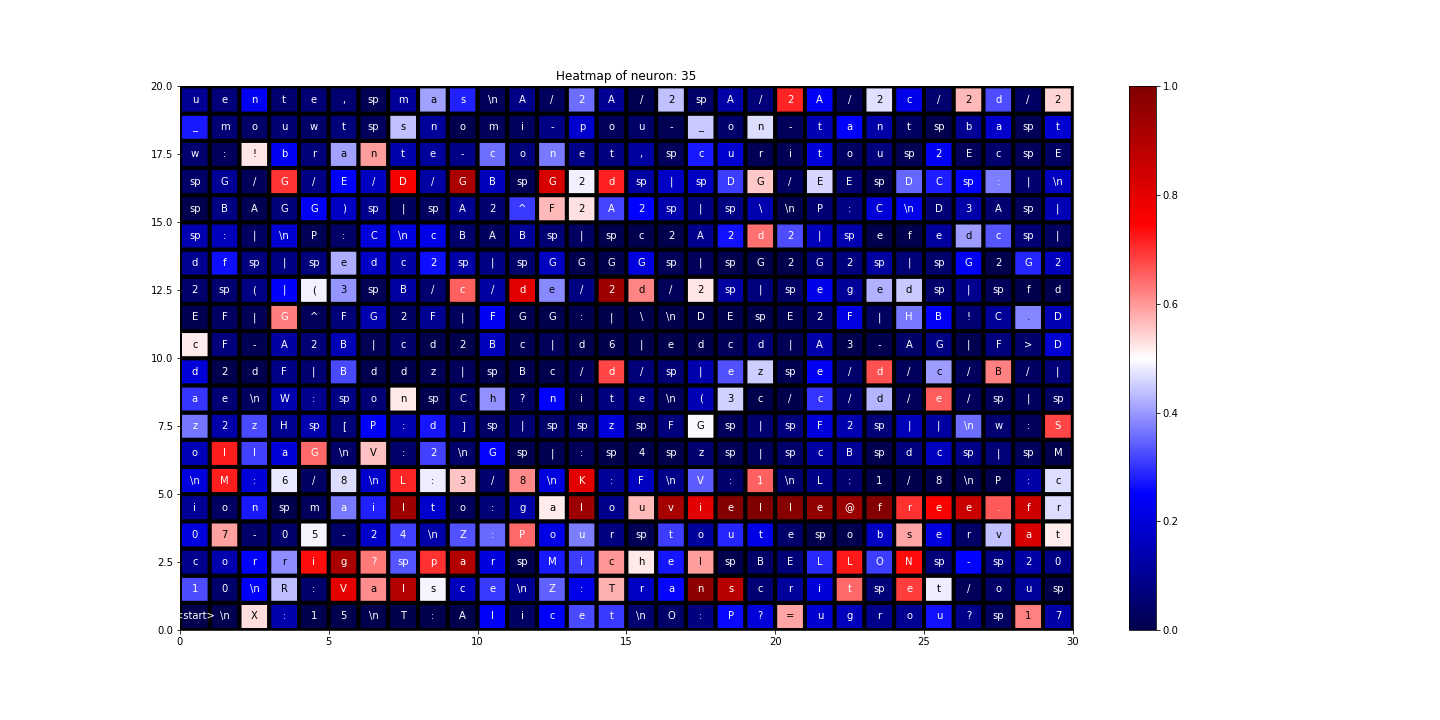 Heatmap of neuron: 35
u e n t e , sp m a s \n A / 2 A / 2 sp A / 2 A / 2 c / 2 d / 2
_ m o u w t sp s n o m i - p o u - _ o n - t a n t sp b a sp t
w : ! b r a n t e - c o n e t , sp c u r i t o u sp 2 E c sp E
sp G / G / E / D / G B sp G 2 d sp | sp D G / E E sp D C sp : | \n
sp B A G G ) sp | sp A 2 ^ F 2 A 2 sp | sp \ \n P : C \n D 3 A sp |
sp : | \n P : C \n c B A B sp | sp c 2 A 2 d 2 | sp e f e d c sp |
d f sp | sp e d c 2 sp | sp G G G G sp | sp G 2 G 2 sp | sp G 2 G 2
2 sp ( | ( 3 sp B / c / d e / 2 d / 2 sp | sp e g e d sp | sp f d
E F | G ^ F G 2 F | F G G : | \ \n D E sp E 2 F | H B ! C . D
c F - A 2 B | c d 2 B c | d 6 | e d c d | A 3 - A G | F > D
d 2 d F | B d d z | sp B c / d / sp | e z sp e / d / c / B / |
a e \n W : sp o n sp C h ? n i t e \n ( 3 c / c / d / e / sp | sp
z 2 z H sp [ P : d ] sp | sp sp z sp F G sp | sp F 2 sp | | \n w : S
o l l a G \n V : 2 \n G sp | : sp 4 sp z sp | sp c B sp d c sp | sp M
\n M : 6 / 8 \n L : 3 / 8 \n K : F \n V : 1 \n L : 1 / 8 \n P : c
i o n sp m a i l t o : g a l o u v i e l l e @ f r e e . f r
0 7 - 0 5 - 2 4 \n Z : P o u r sp t o u t e sp o b s e r v a t
c o r r i g ? sp p a r sp M i c h e l sp B E L L O N sp - sp 2 0
1 0 \n R : V a l s c e \n Z : T r a n s c r i t sp e t / o u sp
<start> \n X : 1 5 \n T : A l i c e t \n O : P ? = u g r o u ? sp 1 7
20.0
17.5
15.0
12.5
10.0
7.5
5.0
2.5
0.0
0 5 10 15 20 25 30
1.0
0.8
0.6
0.4
0.2
0.0